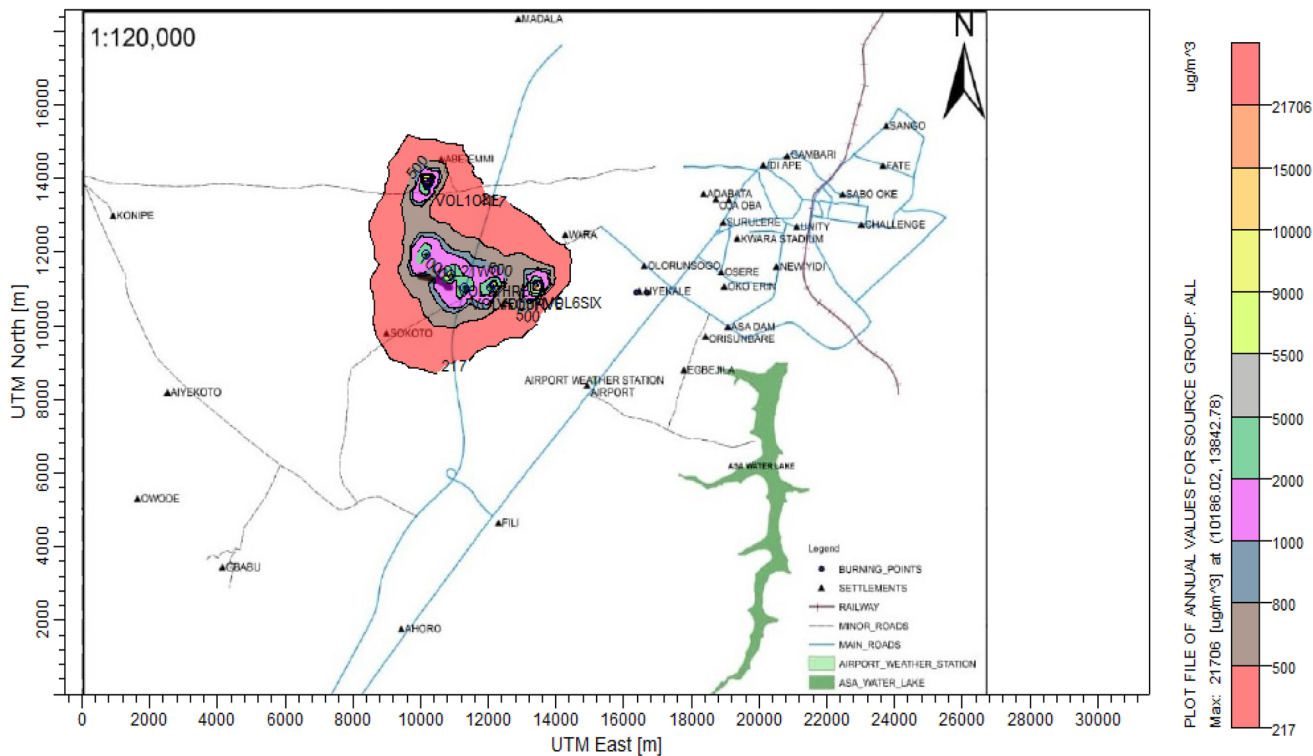 1:120,000
N
MADALA
SANGO
GAMBARI
IDI APE
FATE
ADABATA
OJA OBA
SABO OKE
KONIPE
SURULERE
UNITY
CHALLENGE
KWARA STADIUM
WARA
OLORUNSOGO
OSERE
NEW YIDI
OKO ERIN
AIYEKALE
500
217
SOKOTO
ASA DAM
ORISUNBARE
EGBEJILA
AIRPORT WEATHER STATION
AIRPORT
AIYEKOTO
ASA WATER LAKE
OWODE
FILI
GBABU
AHORO
Legend
BURNING_POINTS
SETTLEMENTS
RAILWAY
MINOR_ROADS
MAIN_ROADS
AIRPORT_WEATHER_STATION
ASA_WATER_LAKE
UTM North [m]
16000
14000
12000
10000
8000
6000
4000
2000
0 2000 4000 6000 8000 10000 12000 14000 16000 18000 20000 22000 24000 26000 28000 30000
UTM East [m]
PLOT FILE OF ANNUAL VALUES FOR SOURCE GROUP: ALL
ug/m^3
Max: 21706 [ug/m^3] at (10186.02, 13842.78)
21706
15000
10000
9000
5500
5000
2000
1000
800
500
217